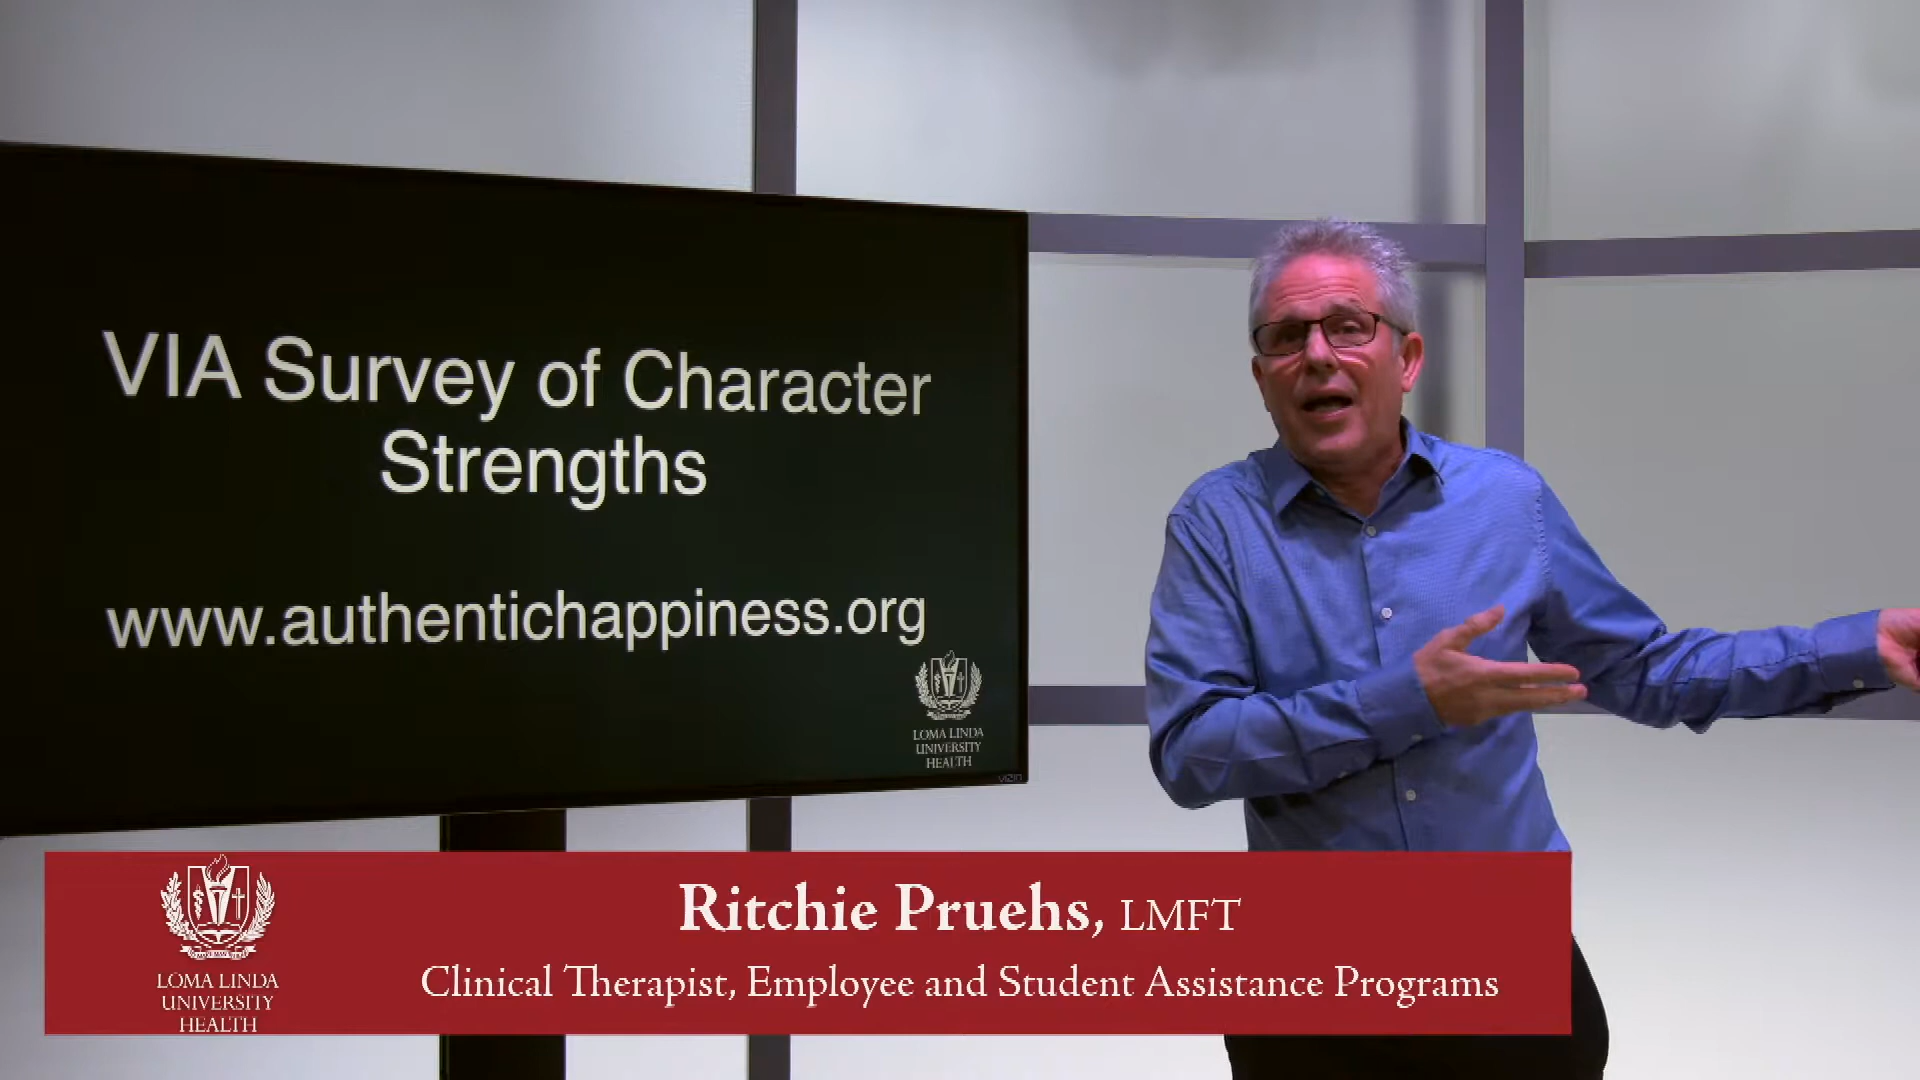 VIA Survey of Character
Strengths
www.authentichappiness.org
LOMA LINDA
UNIVERSITY
HEALTH
VIZIO
Ritchie Pruehs, LMFT
Clinical Therapist, Employee and Student Assistance Programs
LOMA LINDA
UNIVERSITY
HEALTH